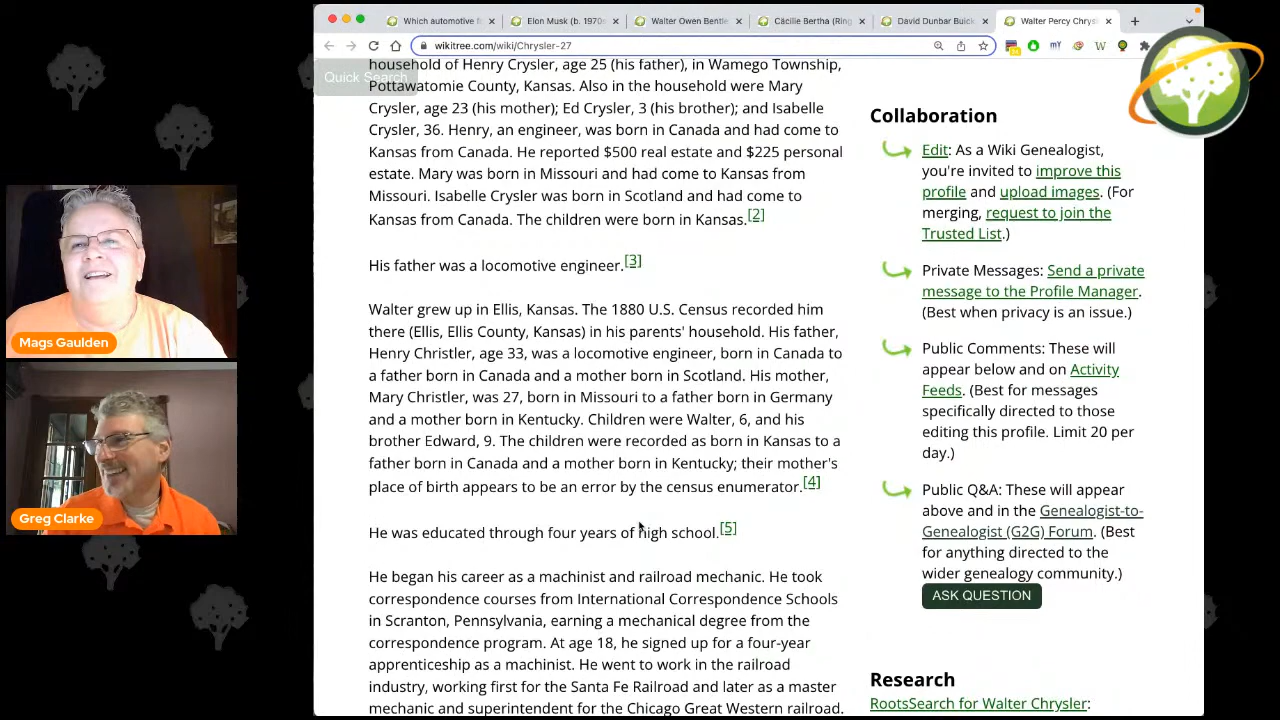 Which automotive f
Elon Musk (b. 1970s
Walter Owen Bentle
Cäcilie Bertha (Ring
David Dunbar Buick
Walter Percy Chrys
wikitree.com/wiki/Chrysler-27
Quick Search
household of Henry Crysler, age 25 (his father), in Wamego Township,
Pottawatomie County, Kansas. Also in the household were Mary
Crysler, age 23 (his mother); Ed Crysler, 3 (his brother); and Isabelle
Crysler, 36. Henry, an engineer, was born in Canada and had come to
Kansas from Canada. He reported $500 real estate and $225 personal
estate. Mary was born in Missouri and had come to Kansas from
Missouri. Isabelle Crysler was born in Scotland and had come to
Kansas from Canada. The children were born in Kansas.[2]
His father was a locomotive engineer.[3]
Walter grew up in Ellis, Kansas. The 1880 U.S. Census recorded him
there (Ellis, Ellis County, Kansas) in his parents' household. His father,
Henry Christler, age 33, was a locomotive engineer, born in Canada to
a father born in Canada and a mother born in Scotland. His mother,
Mary Christler, was 27, born in Missouri to a father born in Germany
and a mother born in Kentucky. Children were Walter, 6, and his
brother Edward, 9. The children were recorded as born in Kansas to a
father born in Canada and a mother born in Kentucky; their mother's
place of birth appears to be an error by the census enumerator.[4]
He was educated through four years of high school.[5]
He began his career as a machinist and railroad mechanic. He took
correspondence courses from International Correspondence Schools
in Scranton, Pennsylvania, earning a mechanical degree from the
correspondence program. At age 18, he signed up for a four-year
apprenticeship as a machinist. He went to work in the railroad
industry, working first for the Santa Fe Railroad and later as a master
mechanic and superintendent for the Chicago Great Western railroad.
Collaboration
Edit: As a Wiki Genealogist,
you're invited to improve this
profile and upload images. (For
merging, request to join the
Trusted List.)
Private Messages: Send a private
message to the Profile Manager.
(Best when privacy is an issue.)
Public Comments: These will
appear below and on Activity
Feeds. (Best for messages
specifically directed to those
editing this profile. Limit 20 per
day.)
Public Q&A: These will appear
above and in the Genealogist-to-
Genealogist (G2G) Forum. (Best
for anything directed to the
wider genealogy community.)
ASK QUESTION
Research
RootsSearch for Walter Chrysler:
Mags Gaulden
Greg Clarke